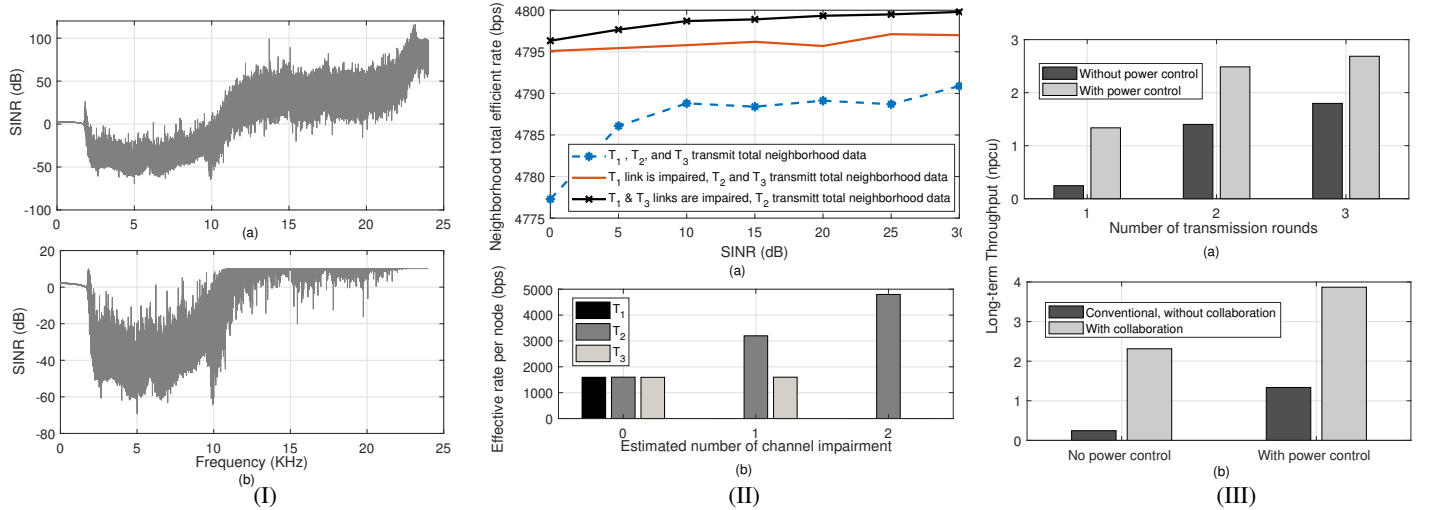 SINR (dB)
100
50
0
-50
-100
0
5
10
15
20
25
(a)
SINR (dB)
20
0
-20
-40
-60
-80
0
5
10
15
20
25
Frequency (KHz)
(b)
(I)
Neighborhood total efficient rate (bps)
4800
4795
4790
4785
4780
4775
T1 , T2, and T3 transmit total neighborhood data
T1 link is impaired, T2 and T3 transmitt total neighborhood data
T1 & T3 links are impaired, T2 transmitt total neighborhood data
0
5
10
15
20
25
30
SINR (dB)
(a)
Effective rate per node (bps)
5000
4000
3000
2000
1000
0
T1
T2
T3
0
1
2
Estimated number of channel impairment
(b)
(II)
Long-term Throughput (npcu)
3
2
1
0
Without power control
With power control
1
2
3
Number of transmission rounds
(a)
4
3
2
1
0
Conventional, without collaboration
With collaboration
No power control
With power control
(b)
(III)